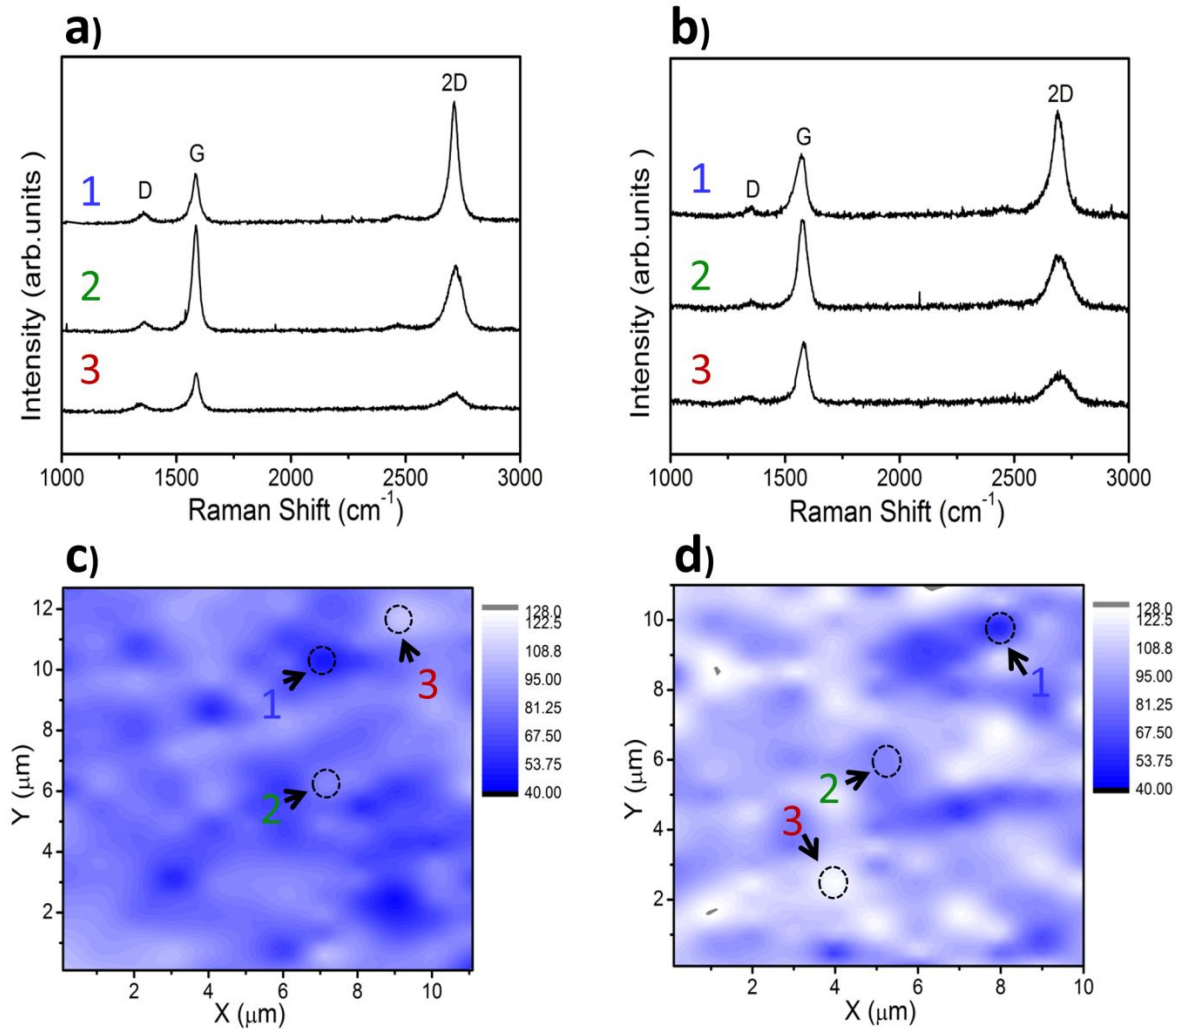 a)
Intensity (arb.units )
1
2
3
D
G
2D
1000 1500 2000 2500 3000
Raman Shift (cm⁻¹)
b)
Intensity (arb.units )
1
2
3
D
G
2D
1000 1500 2000 2500 3000
Raman Shift (cm⁻¹)
c)
Y (µm)
12
10
8
6
4
2
2 4 6 8 10
X (µm)
1
2
3
128.0
122.5
108.8
95.00
81.25
67.50
53.75
40.00
d)
Y (µm)
10
8
6
4
2
2 4 6 8 10
X (µm)
1
2
3
128.0
122.5
108.8
95.00
81.25
67.50
53.75
40.00